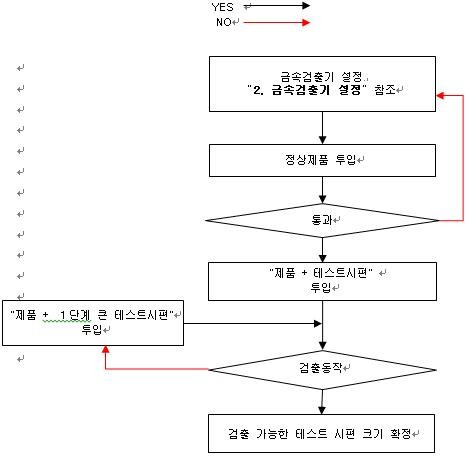 YES
NO
금속검출기 설정.
"2. 금속검출기 설정" 참조
정상제품 투입
통과
"제품 + 테스트시편"
투입
"제품 + 1단계 큰 테스트시편"
투입
검출동작
검출 가능한 테스트 시편 크기 확정